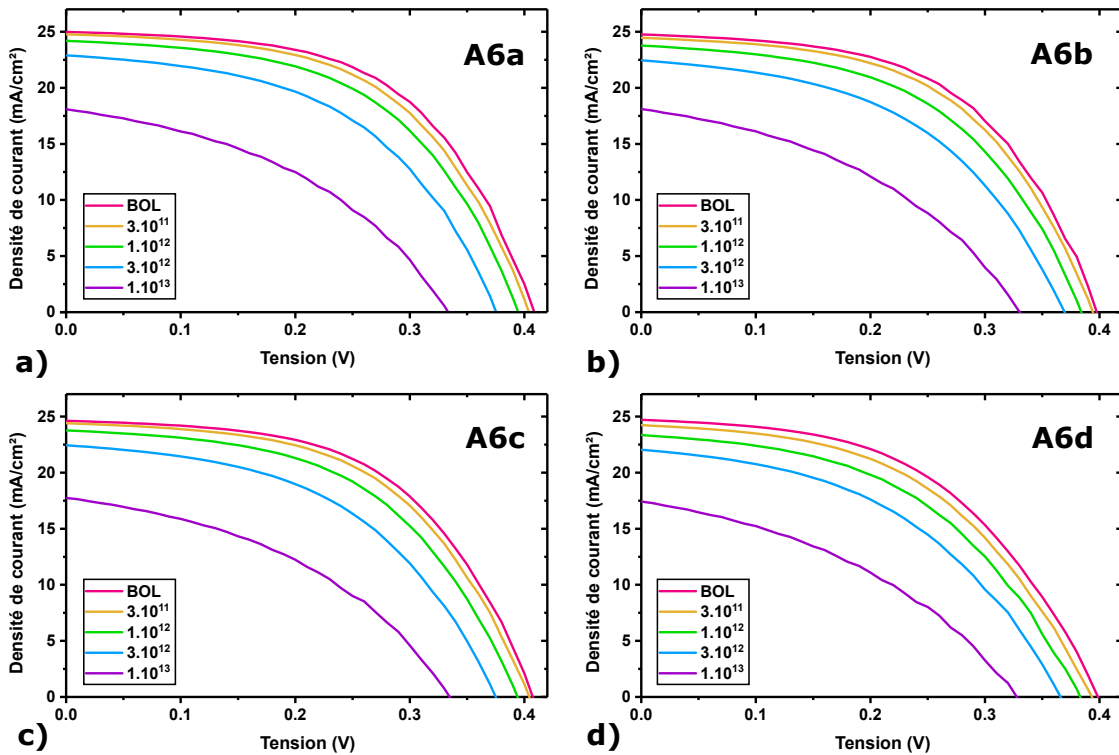 A6a
Densité de courant (mA/cm²)
25
20
15
10
5
0
BOL
3.10¹¹
1.10¹²
3.10¹²
1.10¹³
0.0 0.1 0.2 0.3 0.4
Tension (V)
a)
A6b
Densité de courant (mA/cm²)
25
20
15
10
5
0
BOL
3.10¹¹
1.10¹²
3.10¹²
1.10¹³
0.0 0.1 0.2 0.3 0.4
Tension (V)
b)
A6c
Densité de courant (mA/cm²)
25
20
15
10
5
0
BOL
3.10¹¹
1.10¹²
3.10¹²
1.10¹³
0.0 0.1 0.2 0.3 0.4
Tension (V)
c)
A6d
Densité de courant (mA/cm²)
25
20
15
10
5
0
BOL
3.10¹¹
1.10¹²
3.10¹²
1.10¹³
0.0 0.1 0.2 0.3 0.4
Tension (V)
d)